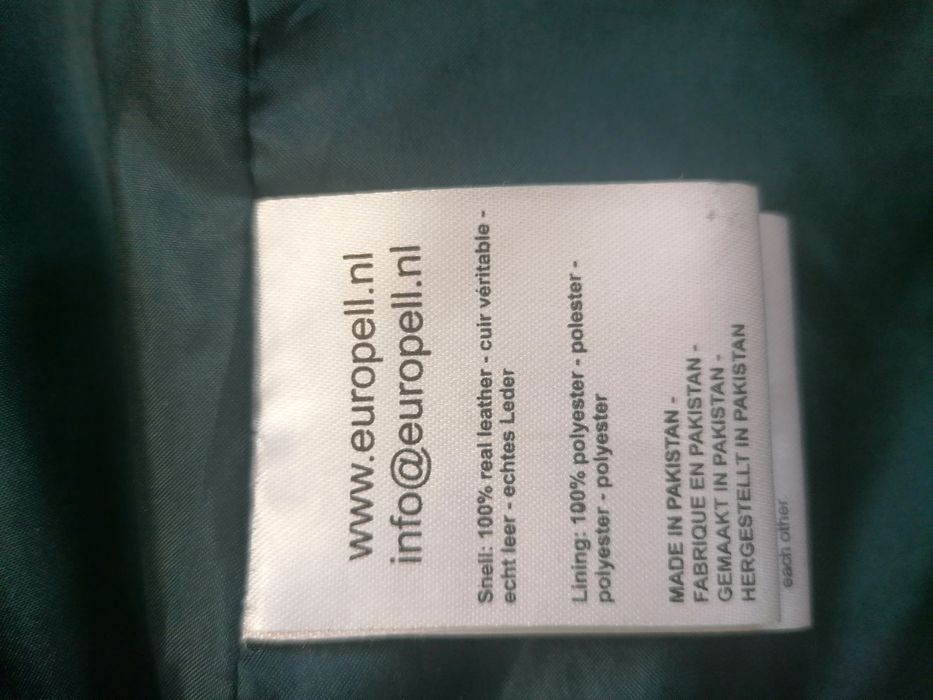 www.europell.nl
info@europell.nl
Snell: 100% real leather - cuir véritable -
echt leer - echtes Leder
Lining: 100% polyester - polester -
polyester - polyester
MADE IN PAKISTAN -
FABRIQUE EN PAKISTAN -
GEMAAKT IN PAKISTAN -
HERGESTELLT IN PAKISTAN
each other.